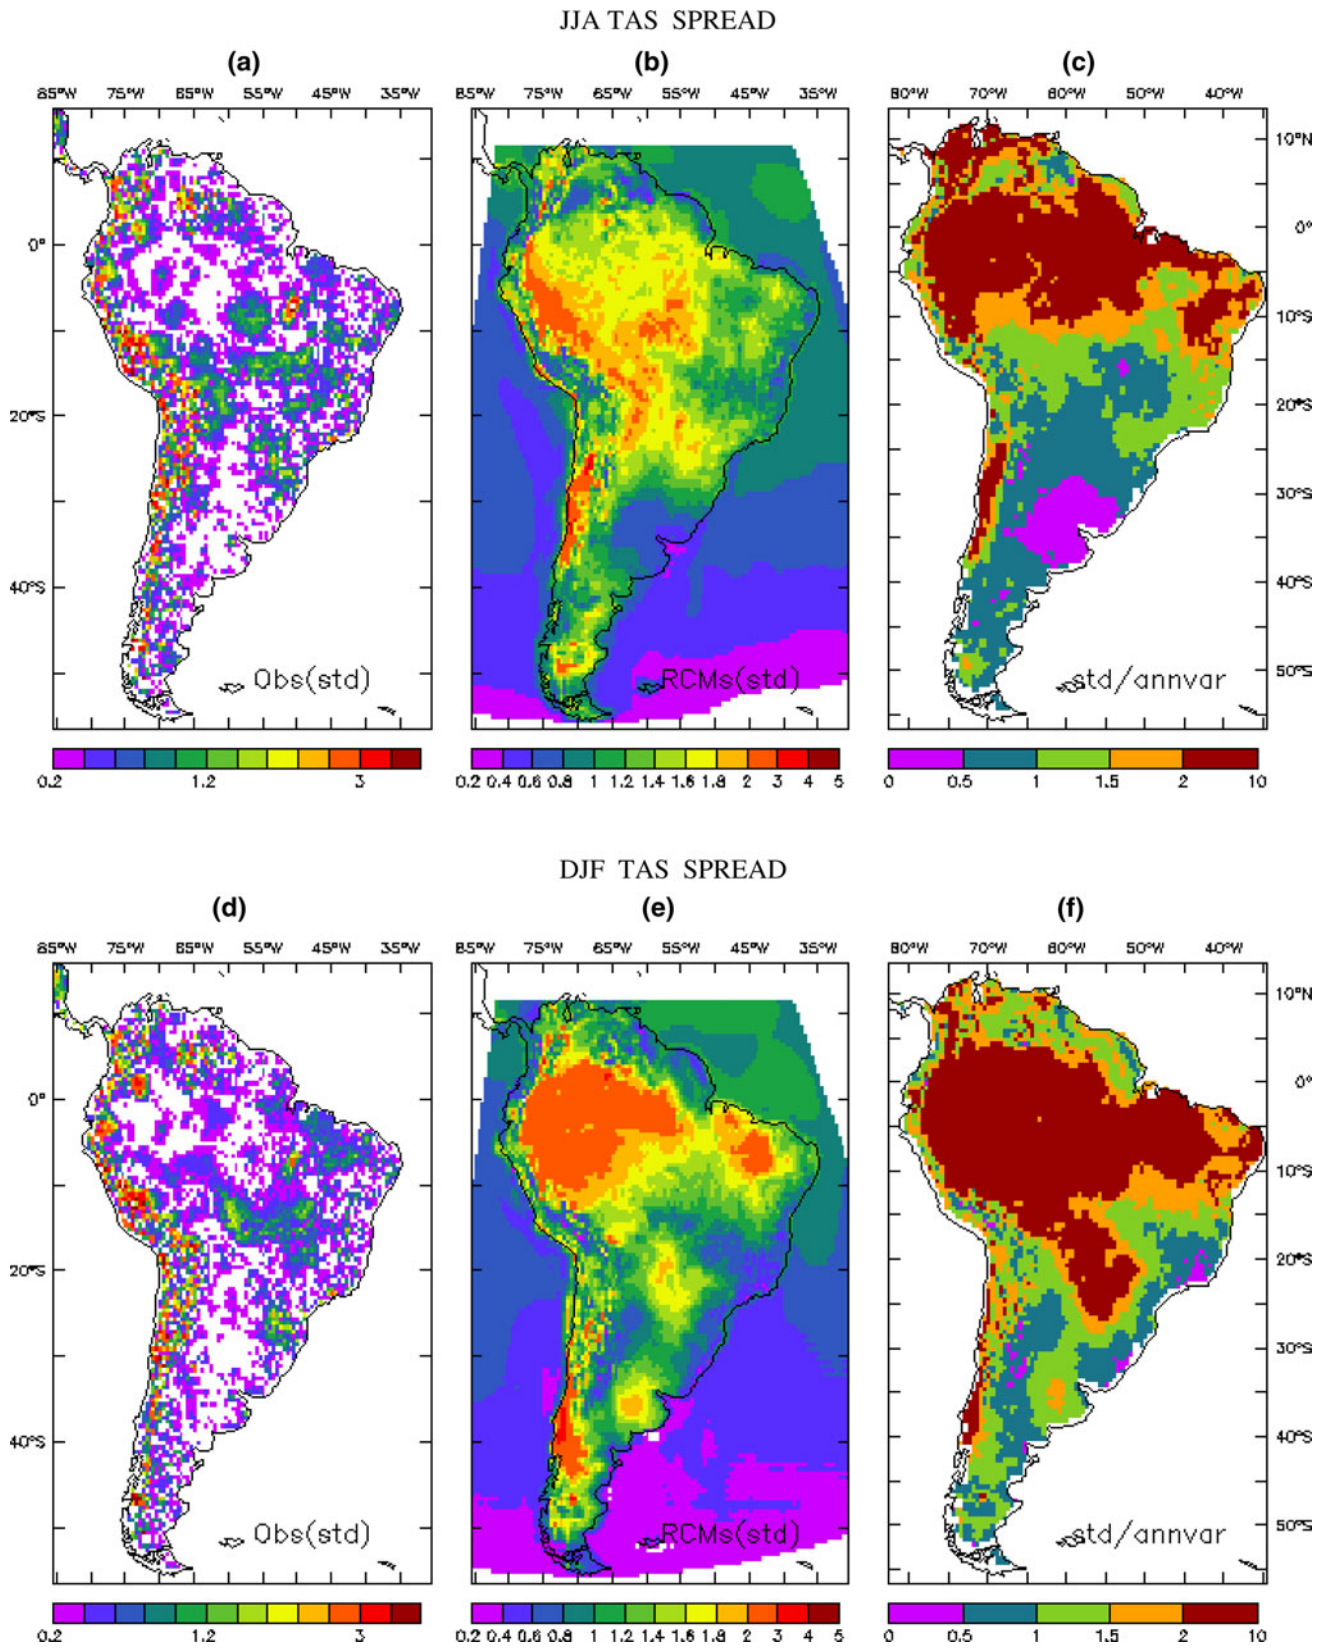 JJA TAS SPREAD
(a) (b) (c)
85°W 75°W 65°W 55°W 45°W 35°W 85°W 75°W 65°W 55°W 45°W 35°W 80°W 70°W 60°W 50°W 40°W
10°N
0° 0°
10°S
20°S 20°S
30°S
40°S 40°S
50°S
Obs(std) RCMs(std) std/annvar
0.2 1.2 3 0.2 0.4 0.6 0.8 1 1.2 1.4 1.6 1.8 2 3 4 5 0 0.5 1 1.5 2 10
DJF TAS SPREAD
(d) (e) (f)
85°W 75°W 65°W 55°W 45°W 35°W 85°W 75°W 65°W 55°W 45°W 35°W 80°W 70°W 60°W 50°W 40°W
10°N
0° 0°
10°S
20°S 20°S
30°S
40°S 40°S
50°S
Obs(std) RCMs(std) std/annvar
0.2 1.2 3 0.2 0.4 0.6 0.8 1 1.2 1.4 1.6 1.8 2 3 4 5 0 0.5 1 1.5 2 10